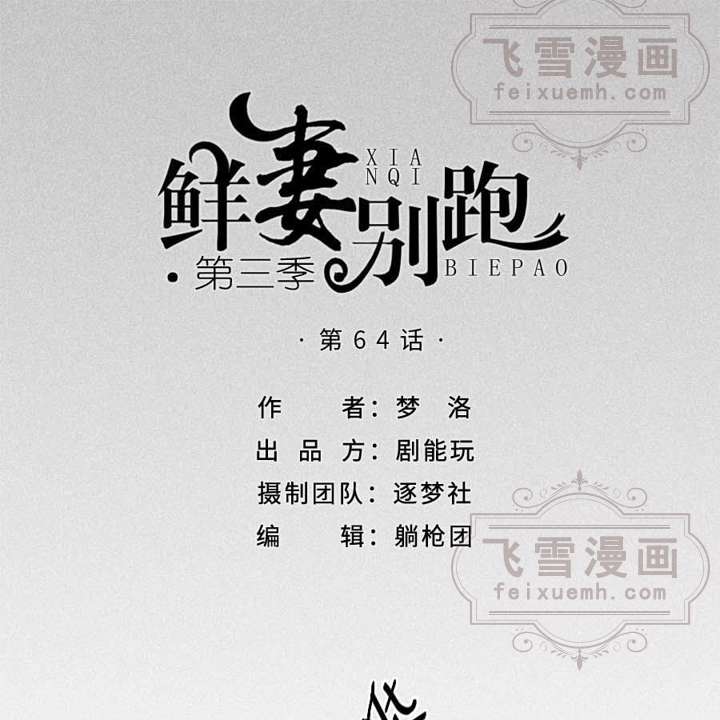 飞雪漫画
feixuemh.com
鲜妻别跑
XIA
NQI
BIEPAO
·第三季
·第64话·
作 者：梦 洛
出 品 方：剧能玩
摄制团队：逐梦社
编 辑：躺枪团
飞雪漫画
feixuemh.com